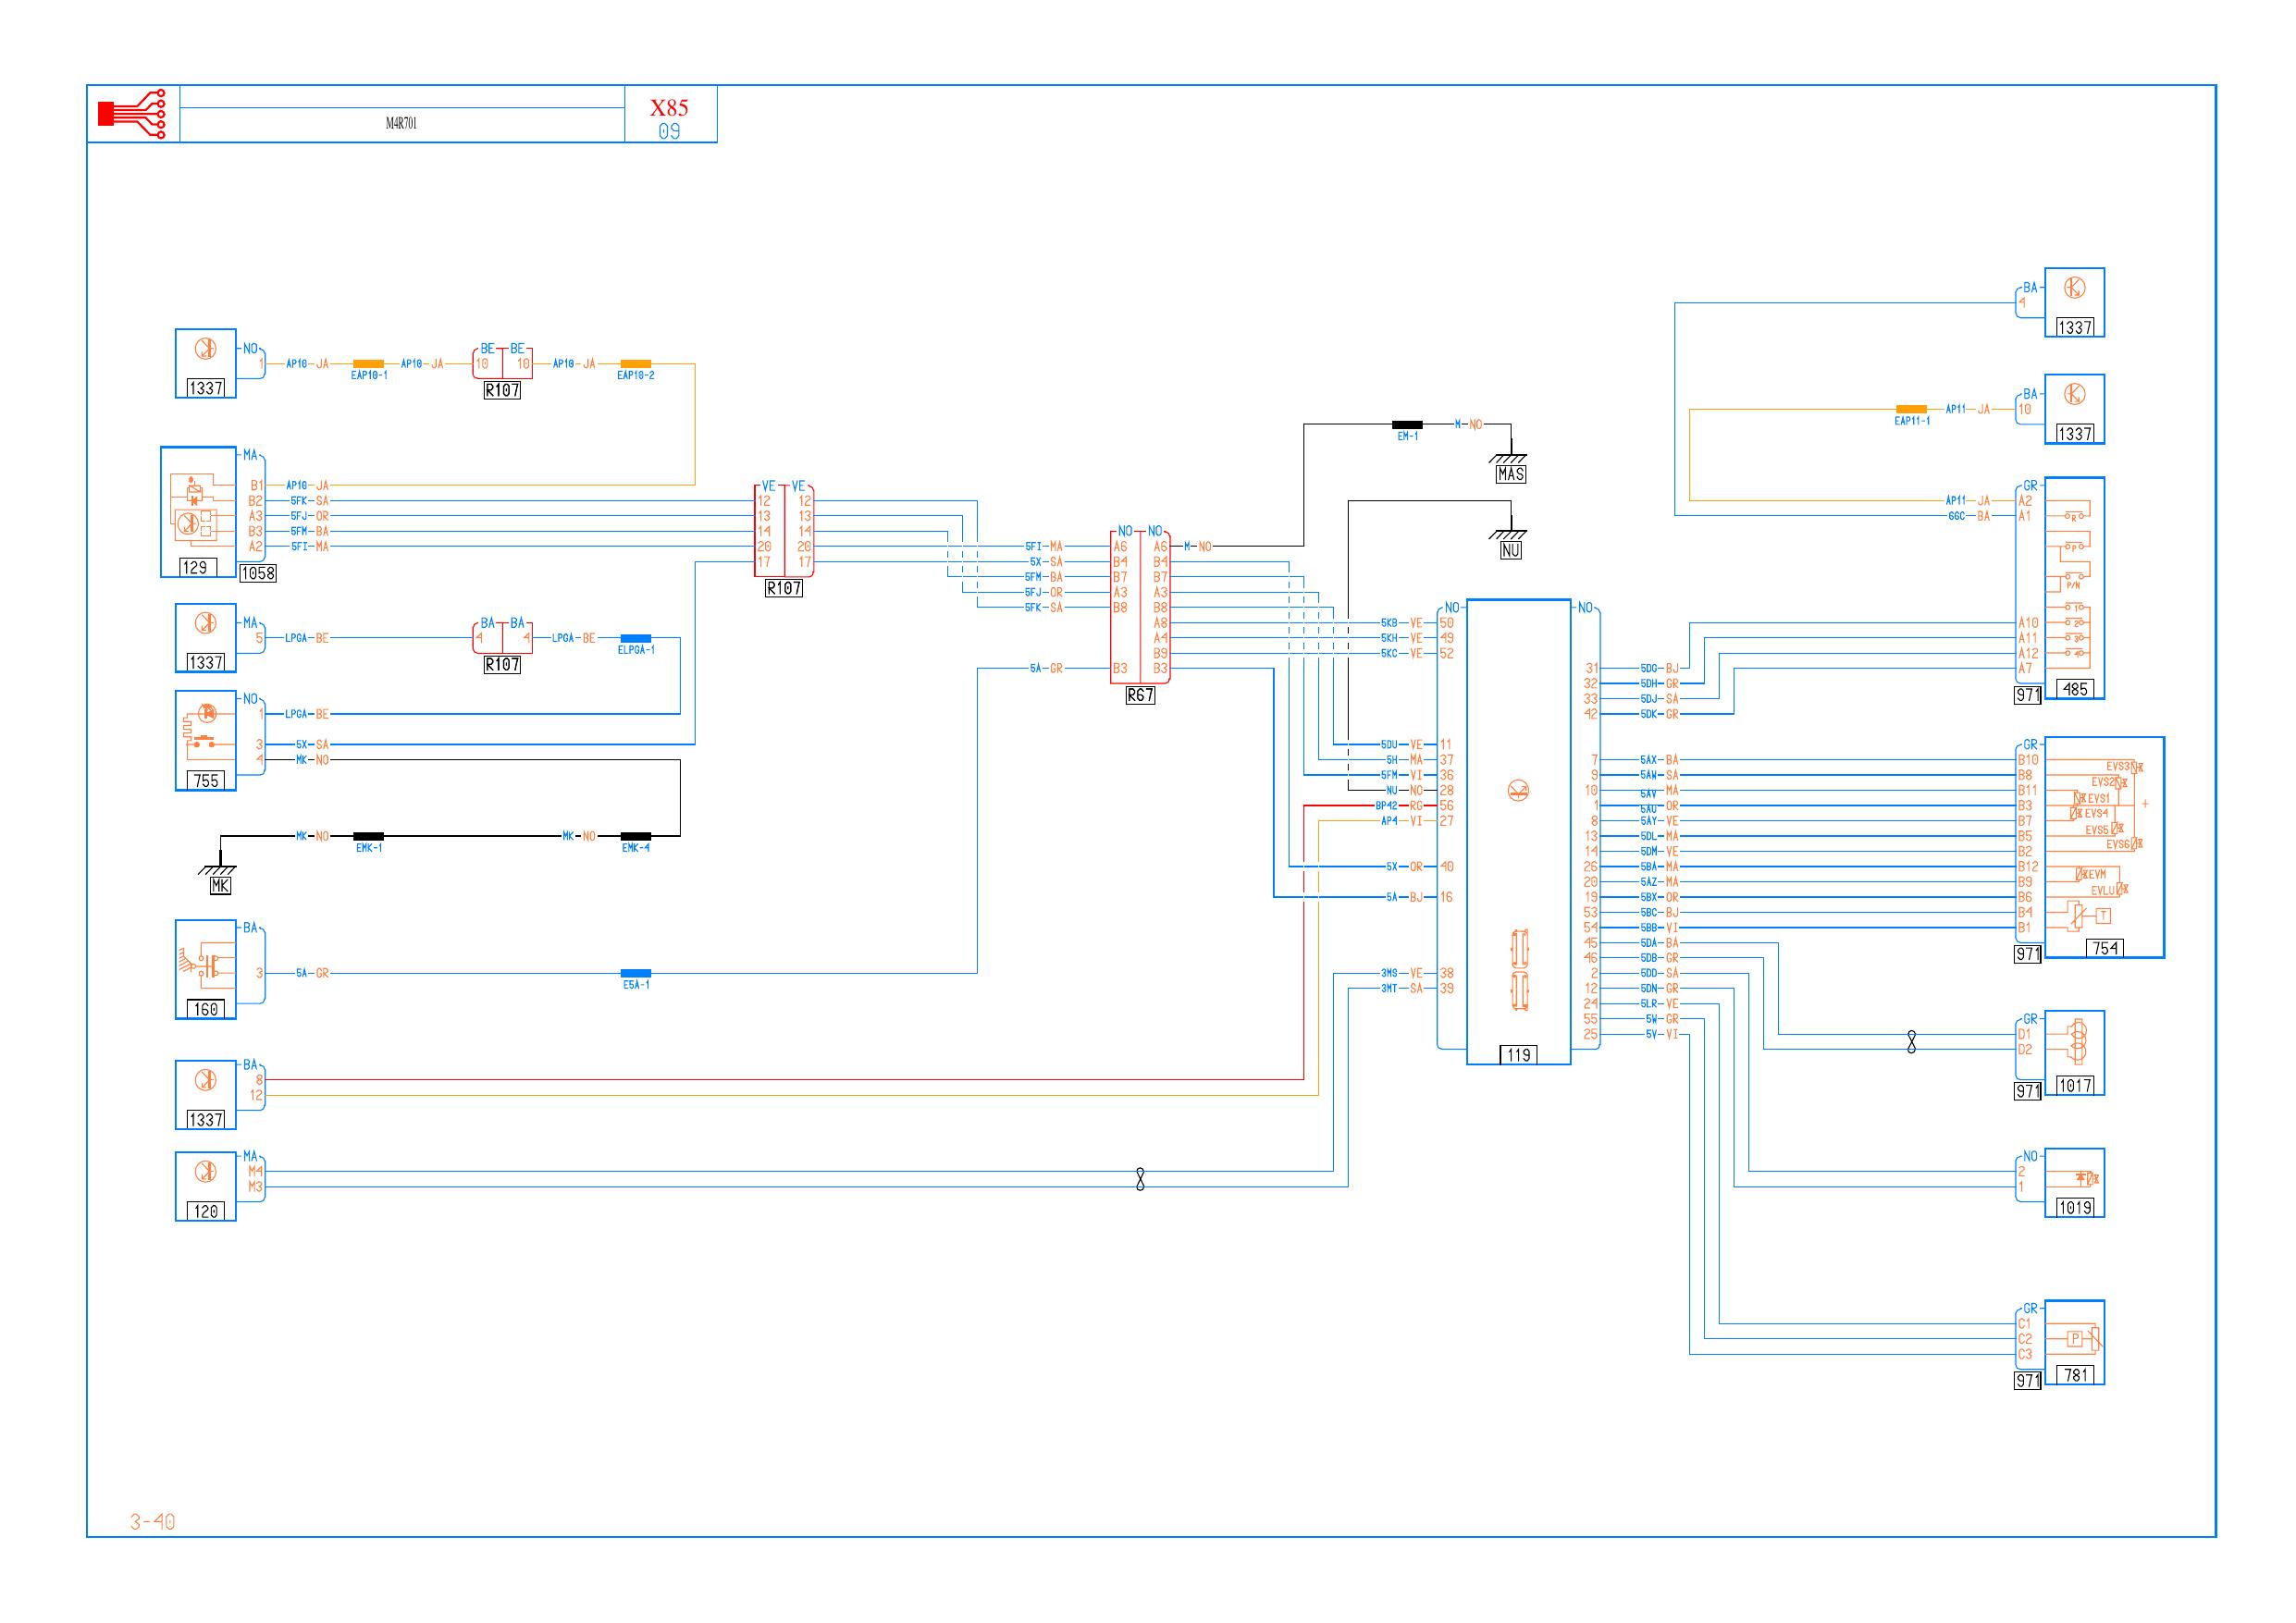 M4R701
X85
09
BA
4
1337
NO
1
AP10 JA
EAP10-1
AP10 JA
BE BE
10 10
R107
AP10 JA
EAP10-2
1337
BA
10
AP11 JA
EAP11-1
1337
M NO
EM-1
MAS
NU
MA
B1 AP10 JA
B2 5FK SA
A3 5FJ OR
B3 5FM BA
A2 5FI MA
129
1058
VE VE
12 12
13 13
14 14
20 20
17 17
R107
NO NO
5FI MA A6 A6 M NO
5X SA B4 B4
5FM BA B7 B7
5FJ OR A3 A3
5FK SA B8 B8
A8 5KB VE 50
A4 5KH VE 49
B9 5KC VE 52
5A GR B3 B3
R67
GR
AP11 JA A2
6GC BA A1
R
P
P/N
1
2
3
4
A10
A11
A12
A7
971
485
MA
5 LPGA BE
BA BA
4 4
LPGA BE
ELPGA-1
1337
R107
NO
1 LPGA BE
3 5X SA
4 MK NO
755
MK NO
EMK-1
MK NO
EMK-4
MK
NO NO
5DU VE 11
5H MA 37
5FM VI 36
NU NO 28
BP42 RG 56
AP4 VI 27
5X OR 40
5A BJ 16
3MS VE 38
3MT SA 39
119
31 5DG BJ
32 5DH GR
33 5DJ SA
42 5DK GR
7 5AX BA
9 5AW SA
10 5AV MA
1 5AU OR
8 5AY VE
13 5DL MA
14 5DM VE
26 5BA MA
20 5AZ MA
19 5BX OR
53 5BC BJ
54 5BB VI
45 5DA BA
46 5DB GR
2 5DD SA
12 5DN GR
24 5LR VE
55 5W GR
25 5V VI
GR
B10
B8
B11
B3
B7
B5
B2
B12
B9
B6
B4
B1
EVS3
EVS2
EVS1
+
EVS4
EVS5
EVS6
EVM
EVLU
T
971
754
BA
3 5A GR
E5A-1
160
GR
D1
D2
971
1017
BA
8
12
1337
MA
M4
M3
120
NO
2
1
1019
GR
C1
C2
C3
P
971
781
3-40